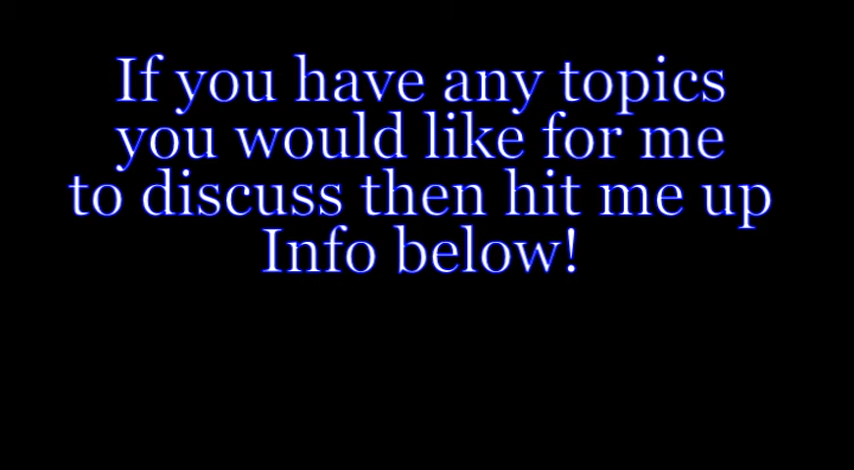 If you have any topics
you would like for me
to discuss then hit me up
Info below!